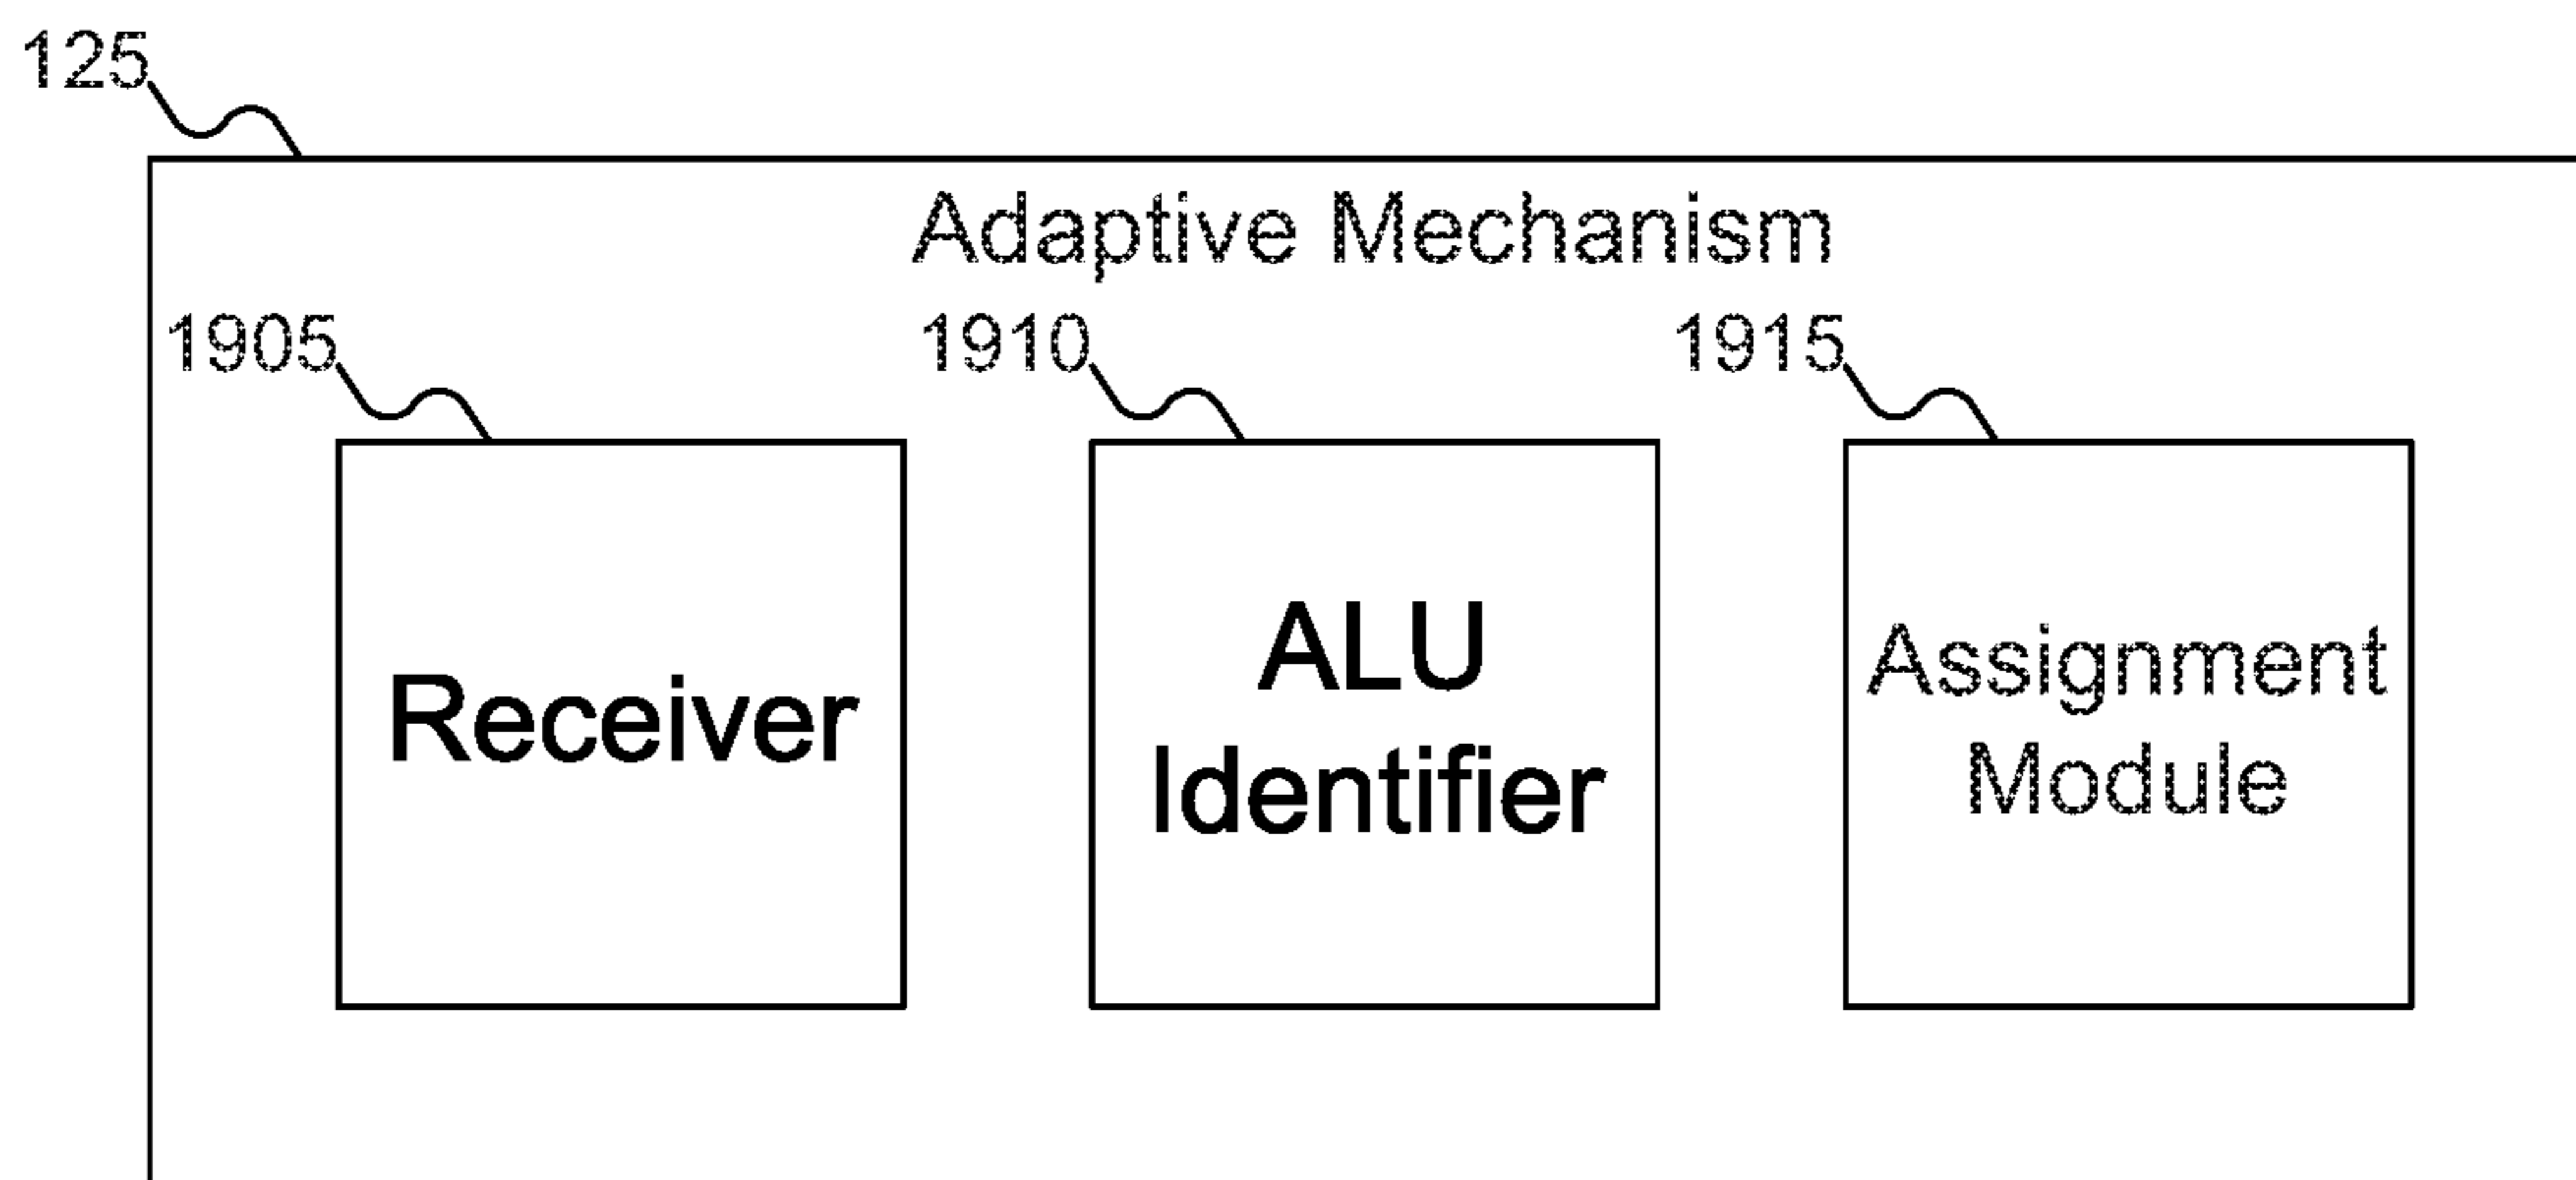 125
Adaptive Mechanism
1905
1910
1915
Receiver
ALU
Identifier
Assignment
Module